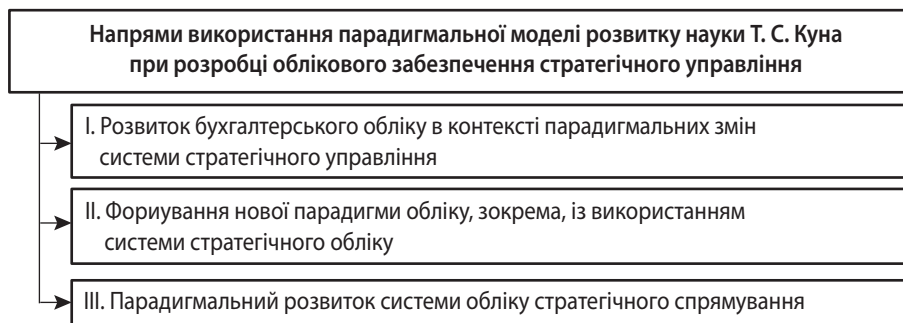 Напрями використання парадигмальної моделі розвитку науки Т. С. Куна
при розробці облікового забезпечення стратегічного управління
І. Розвиток бухгалтерського обліку в контексті парадигмальних змін
системи стратегічного управління
ІІ. Фориування нової парадигми обліку, зокрема, із використанням
системи стратегічного обліку
ІІІ. Парадигмальний розвиток системи обліку стратегічного спрямування